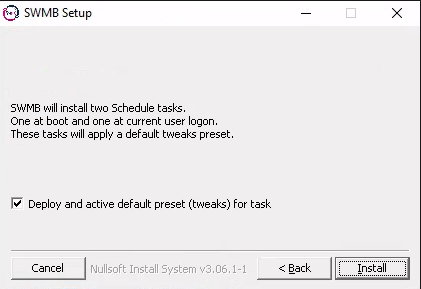 SWMB Setup
SWMB will install two Schedule tasks.
One at boot and one at current user logon.
These tasks will apply a default tweaks preset.
Deploy and active default preset (tweaks) for task
Cancel
Nullsoft Install System v3.06.1-1
< Back
Install